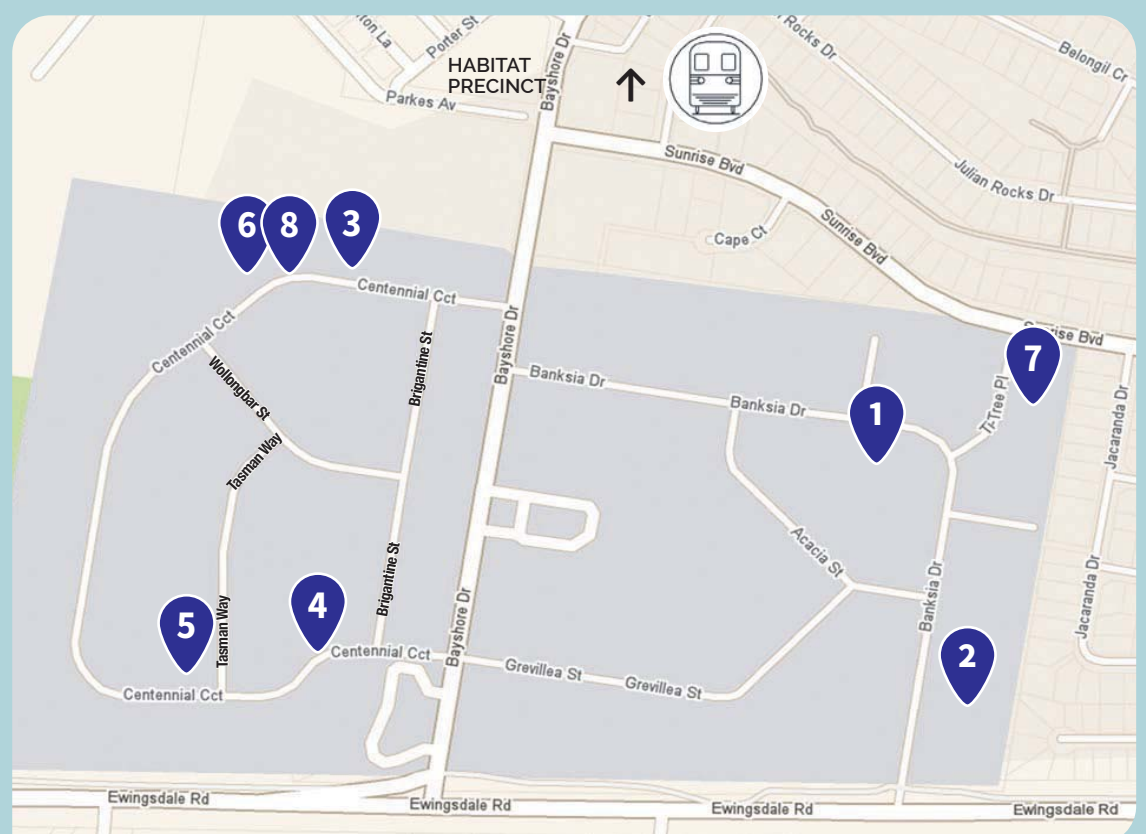 Porter St
Belongil Cr
HABITAT
PRECINCT
Bayshore Dr
Parkes Av
Sunrise Bvd
Julian Rocks Dr
6
8
3
Cape Ct
Sunrise Bvd
Centennial Cct
Centennial Cct
Bayshore Dr
7
Wollongbar St
Brigantine St
Banksia Dr
Banksia Dr
1
Ti-Tree Pl
Jacaranda Dr
Tasman Way
Acacia St
Brigantine St
Banksia Dr
Jacaranda Dr
5
Tasman Way
4
Bayshore Dr
2
Centennial Cct
Grevillea St
Grevillea St
Centennial Cct
Ewingsdale Rd
Ewingsdale Rd
Ewingsdale Rd
Ewingsdale Rd